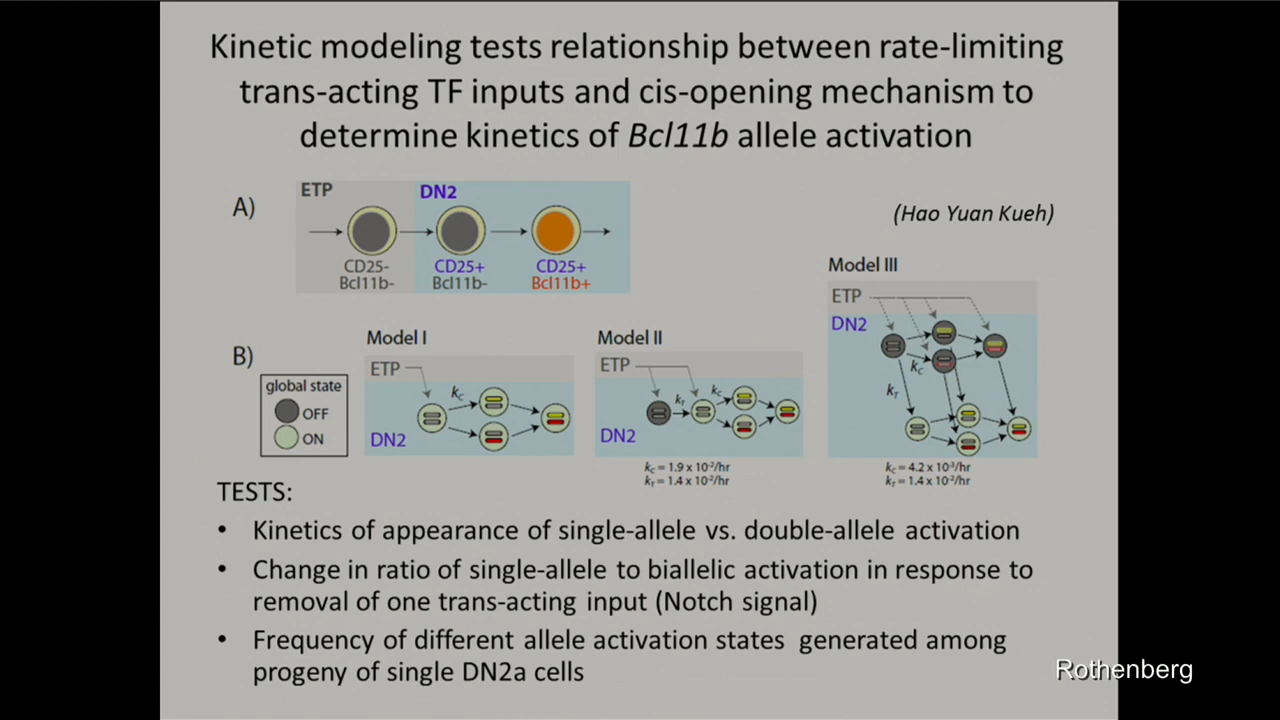 Kinetic modeling tests relationship between rate-limiting
trans-acting TF inputs and cis-opening mechanism to
determine kinetics of Bcl11b allele activation
A)
ETP
DN2
CD25-
Bcl11b-
CD25+
Bcl11b-
CD25+
Bcl11b+
(Hao Yuan Kueh)
B)
global state
OFF
ON
Model I
ETP
kC
DN2
Model II
ETP
kT
kC
DN2
kC = 1.9 x 10⁻²/hr
kT = 1.4 x 10⁻²/hr
Model III
ETP
DN2
kC
kT
kC = 4.2 x 10⁻³/hr
kT = 1.4 x 10⁻²/hr
TESTS:
• Kinetics of appearance of single-allele vs. double-allele activation
• Change in ratio of single-allele to biallelic activation in response to
removal of one trans-acting input (Notch signal)
• Frequency of different allele activation states generated among
progeny of single DN2a cells
Rothenberg